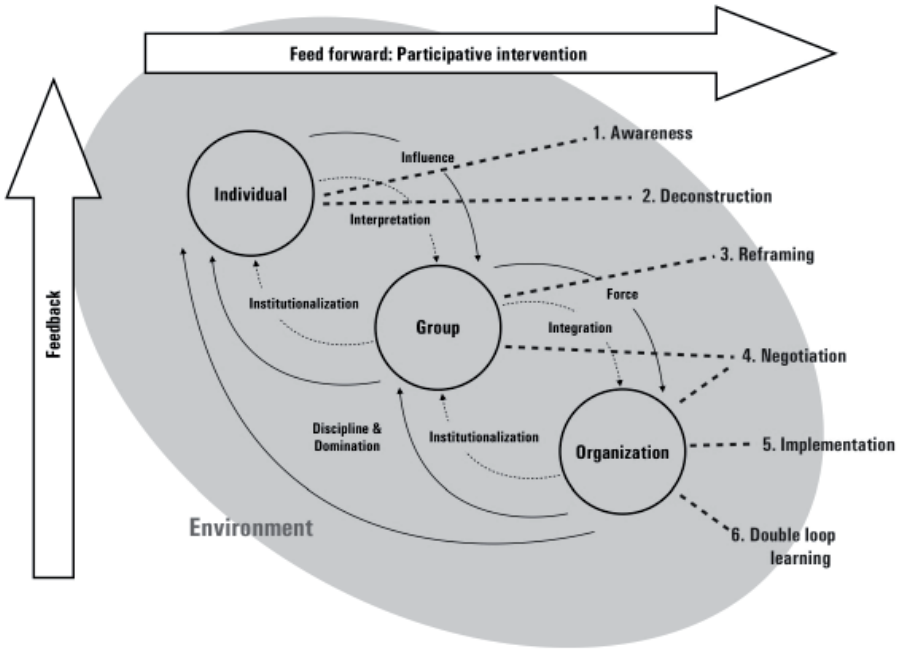 Feed forward: Participative intervention
1. Awareness
Influence
Individual
2. Deconstruction
Interpretation
3. Reframing
Force
Institutionalization
Feedback
Group
Integration
4. Negotiation
Discipline &
Domination
Institutionalization
Organization
5. Implementation
Environment
6. Double loop
learning